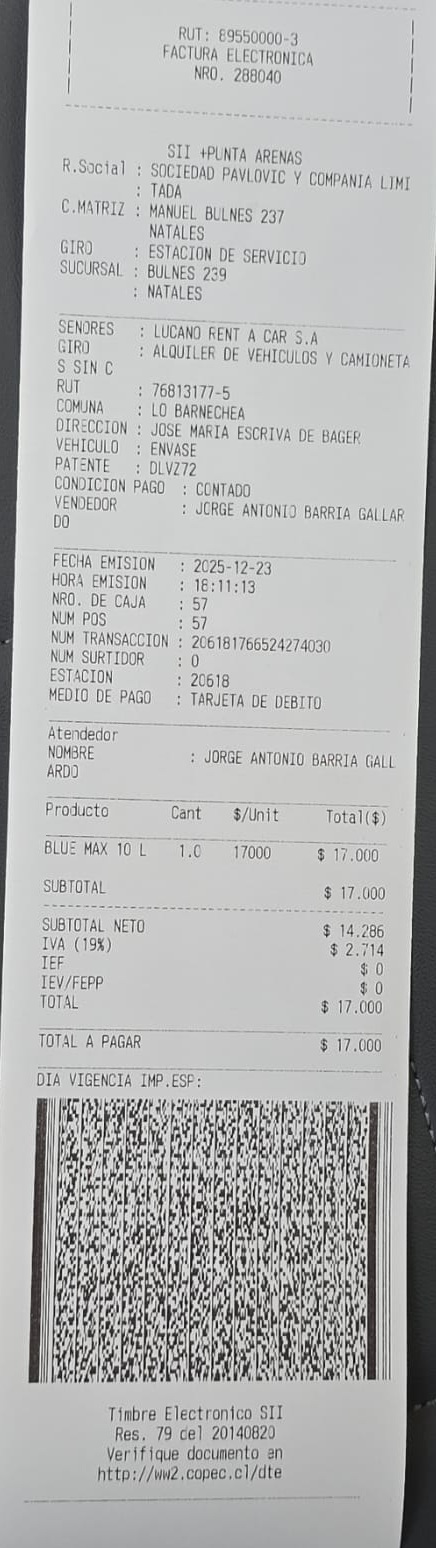 RUT: 89550000-3
FACTURA ELECTRONICA
NRO. 288040
SII +PUNTA ARENAS
R.Social : SOCIEDAD PAVLOVIC Y COMPANIA LIMI
: TADA
C.MATRIZ : MANUEL BULNES 237
NATALES
GIRO : ESTACION DE SERVICIO
SUCURSAL : BULNES 239
: NATALES
SENORES : LUCANO RENT A CAR S.A
GIRO : ALQUILER DE VEHICULOS Y CAMIONETA
S SIN C
RUT : 76813177-5
COMUNA : LO BARNECHEA
DIRECCION : JOSE MARIA ESCRIVA DE BAGER
VEHICULO : ENVASE
PATENTE : DLVZ72
CONDICION PAGO : CONTADO
VENDEDOR : JORGE ANTONIO BARRIA GALLAR
DO
FECHA EMISION : 2025-12-23
HORA EMISION : 18:11:13
NRO. DE CAJA : 57
NUM POS : 57
NUM TRANSACCION : 206181766524274030
NUM SURTIDOR : 0
ESTACION : 20618
MEDIO DE PAGO : TARJETA DE DEBITO
Atendedor
NOMBRE : JORGE ANTONIO BARRIA GALL
ARDO
Producto Cant $/Unit Total($)
BLUE MAX 10 L 1.0 17000 $ 17.000
SUBTOTAL $ 17.000
SUBTOTAL NETO $ 14.286
IVA (19%) $ 2.714
IEF $ 0
IEV/FEPP $ 0
TOTAL $ 17.000
TOTAL A PAGAR $ 17.000
DIA VIGENCIA IMP.ESP:
Timbre Electronico SII
Res. 79 del 20140820
Verifique documento en
http://ww2.copec.cl/dte